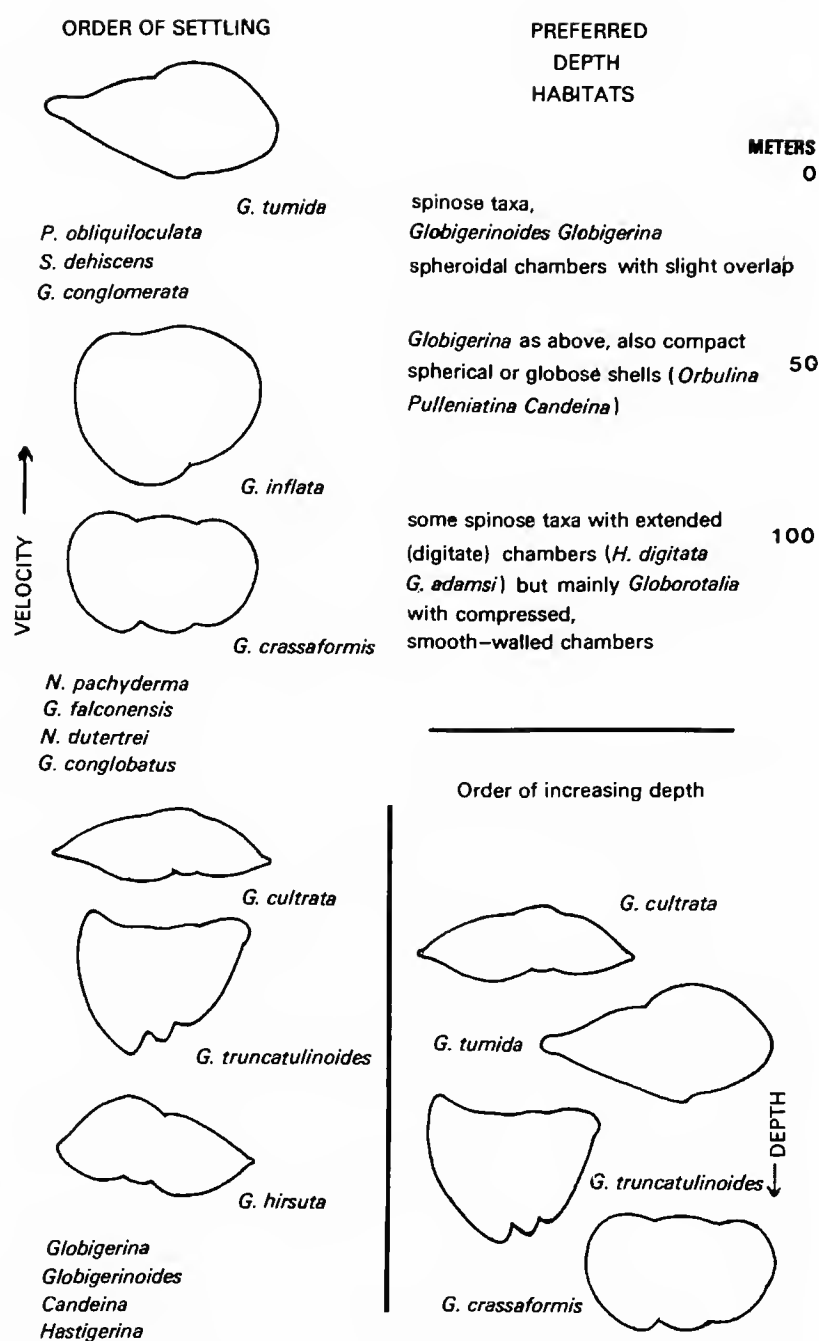 ORDER OF SETTLING
G. tumida
P. obliquiloculata
S. dehiscens
G. conglomerata
G. inflata
VELOCITY
G. crassaformis
N. pachyderma
G. falconensis
N. dutertrei
G. conglobatus
G. cultrata
G. truncatulinoides
G. hirsuta
Globigerina
Globigerinoides
Candeina
Hastigerina
PREFERRED
DEPTH
HABITATS
METERS
0
spinose taxa,
Globigerinoides Globigerina
spheroidal chambers with slight overlap
Globigerina as above, also compact
spherical or globose shells (Orbulina
Pulleniatina Candeina)
50
some spinose taxa with extended
(digitate) chambers (H. digitata
G. adamsi) but mainly Globorotalia
with compressed,
smooth-walled chambers
100
Order of increasing depth
G. cultrata
G. tumida
DEPTH
G. truncatulinoides
G. crassaformis